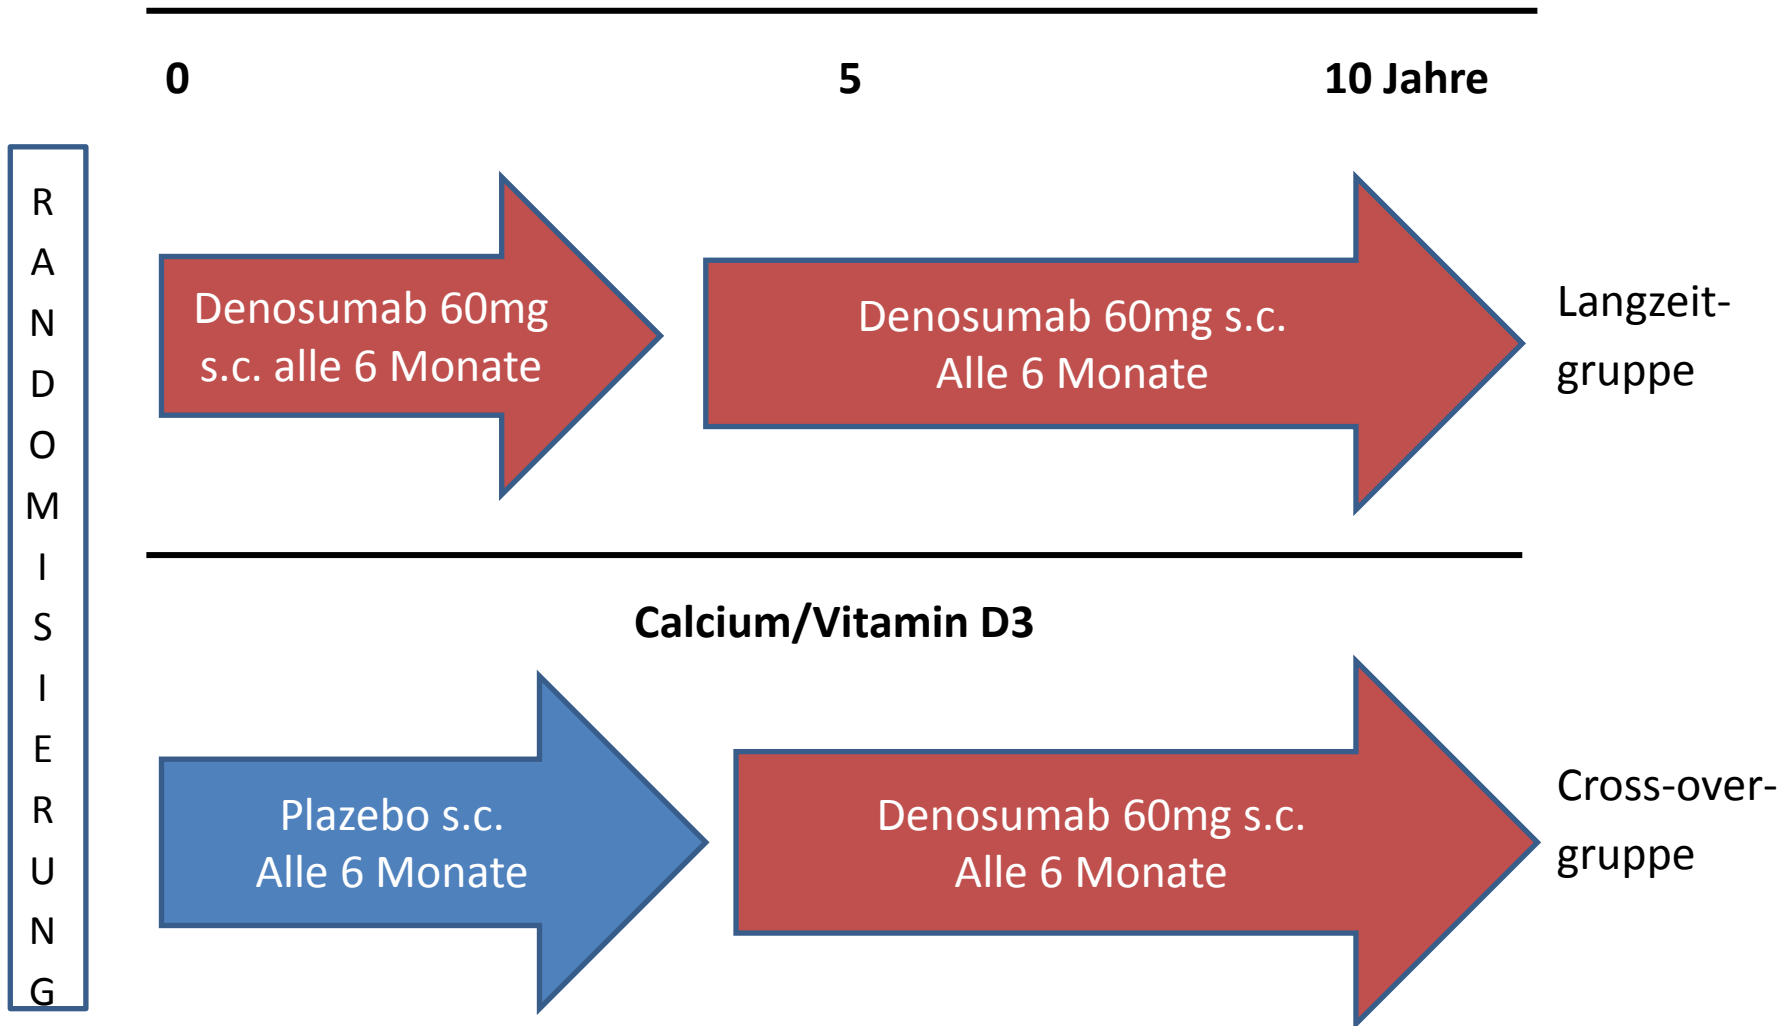 0 5 10 Jahre
R
A
N
D
O
M
I
S
I
E
R
U
N
G
Denosumab 60mg
s.c. alle 6 Monate
Denosumab 60mg s.c.
Alle 6 Monate
Langzeit-
gruppe
Calcium/Vitamin D3
Plazebo s.c.
Alle 6 Monate
Denosumab 60mg s.c.
Alle 6 Monate
Cross-over-
gruppe